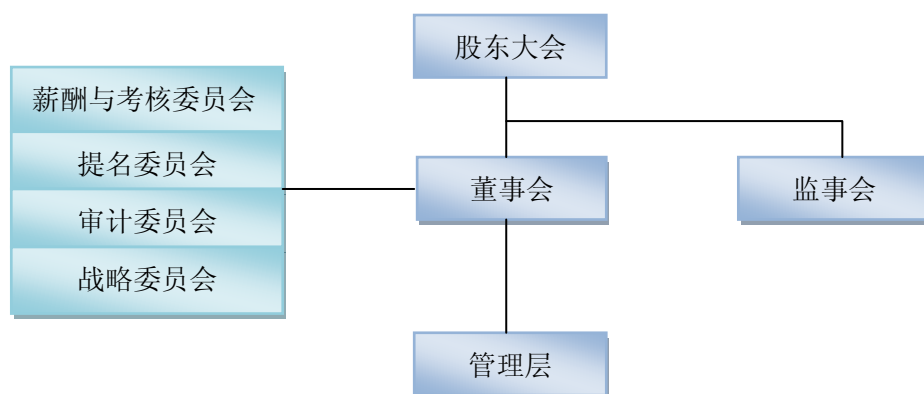 股东大会
薪酬与考核委员会
提名委员会
审计委员会
战略委员会
董事会
监事会
管理层